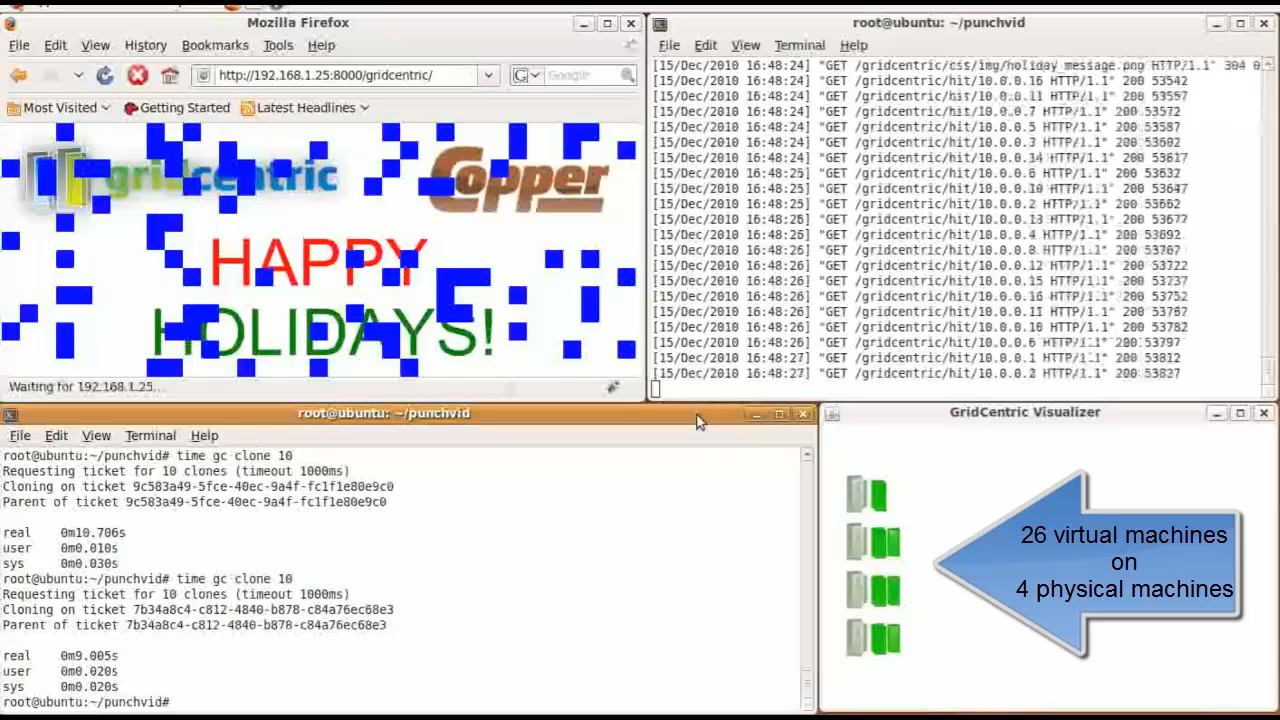 Mozilla Firefox
File Edit View History Bookmarks Tools Help
http://192.168.1.25:8000/gridcentric/
Google
Most Visited Getting Started Latest Headlines
gridcentric
Copper
HAPPY
HOLIDAYS!
Waiting for 192.168.1.25...
root@ubuntu: ~/punchvid
File Edit View Terminal Help
[15/Dec/2010 16:48:24] "GET /gridcentric/css/img/holiday_message.png HTTP/1.1" 304 0
[15/Dec/2010 16:48:24] "GET /gridcentric/hit/10.0.0.16 HTTP/1.1" 200 53542
[15/Dec/2010 16:48:24] "GET /gridcentric/hit/10.0.0.11 HTTP/1.1" 200 53557
[15/Dec/2010 16:48:24] "GET /gridcentric/hit/10.0.0.7 HTTP/1.1" 200 53572
[15/Dec/2010 16:48:24] "GET /gridcentric/hit/10.0.0.5 HTTP/1.1" 200 53587
[15/Dec/2010 16:48:24] "GET /gridcentric/hit/10.0.0.3 HTTP/1.1" 200 53602
[15/Dec/2010 16:48:24] "GET /gridcentric/hit/10.0.0.14 HTTP/1.1" 200 53617
[15/Dec/2010 16:48:25] "GET /gridcentric/hit/10.0.0.6 HTTP/1.1" 200 53632
[15/Dec/2010 16:48:25] "GET /gridcentric/hit/10.0.0.10 HTTP/1.1" 200 53647
[15/Dec/2010 16:48:25] "GET /gridcentric/hit/10.0.0.2 HTTP/1.1" 200 53662
[15/Dec/2010 16:48:26] "GET /gridcentric/hit/10.0.0.13 HTTP/1.1" 200 53677
[15/Dec/2010 16:48:26] "GET /gridcentric/hit/10.0.0.4 HTTP/1.1" 200 53692
[15/Dec/2010 16:48:26] "GET /gridcentric/hit/10.0.0.8 HTTP/1.1" 200 53707
[15/Dec/2010 16:48:26] "GET /gridcentric/hit/10.0.0.12 HTTP/1.1" 200 53722
[15/Dec/2010 16:48:26] "GET /gridcentric/hit/10.0.0.15 HTTP/1.1" 200 53737
[15/Dec/2010 16:48:26] "GET /gridcentric/hit/10.0.0.16 HTTP/1.1" 200 53752
[15/Dec/2010 16:48:26] "GET /gridcentric/hit/10.0.0.11 HTTP/1.1" 200 53767
[15/Dec/2010 16:48:26] "GET /gridcentric/hit/10.0.0.10 HTTP/1.1" 200 53782
[15/Dec/2010 16:48:26] "GET /gridcentric/hit/10.0.0.6 HTTP/1.1" 200 53797
[15/Dec/2010 16:48:27] "GET /gridcentric/hit/10.0.0.1 HTTP/1.1" 200 53812
[15/Dec/2010 16:48:27] "GET /gridcentric/hit/10.0.0.2 HTTP/1.1" 200 53827
root@ubuntu: ~/punchvid
File Edit View Terminal Help
root@ubuntu:~/punchvid# time gc clone 10
Requesting ticket for 10 clones (timeout 1000ms)
Cloning on ticket 9c583a49-5fce-40ec-9a4f-fc1f1e80e9c0
Parent of ticket 9c583a49-5fce-40ec-9a4f-fc1f1e80e9c0
real 0m10.706s
user 0m0.010s
sys 0m0.030s
root@ubuntu:~/punchvid# time gc clone 10
Requesting ticket for 10 clones (timeout 1000ms)
Cloning on ticket 7b34a8c4-c812-4840-b878-c84a76ec68e3
Parent of ticket 7b34a8c4-c812-4840-b878-c84a76ec68e3
real 0m9.005s
user 0m0.020s
sys 0m0.020s
root@ubuntu:~/punchvid#
GridCentric Visualizer
26 virtual machines
on
4 physical machines